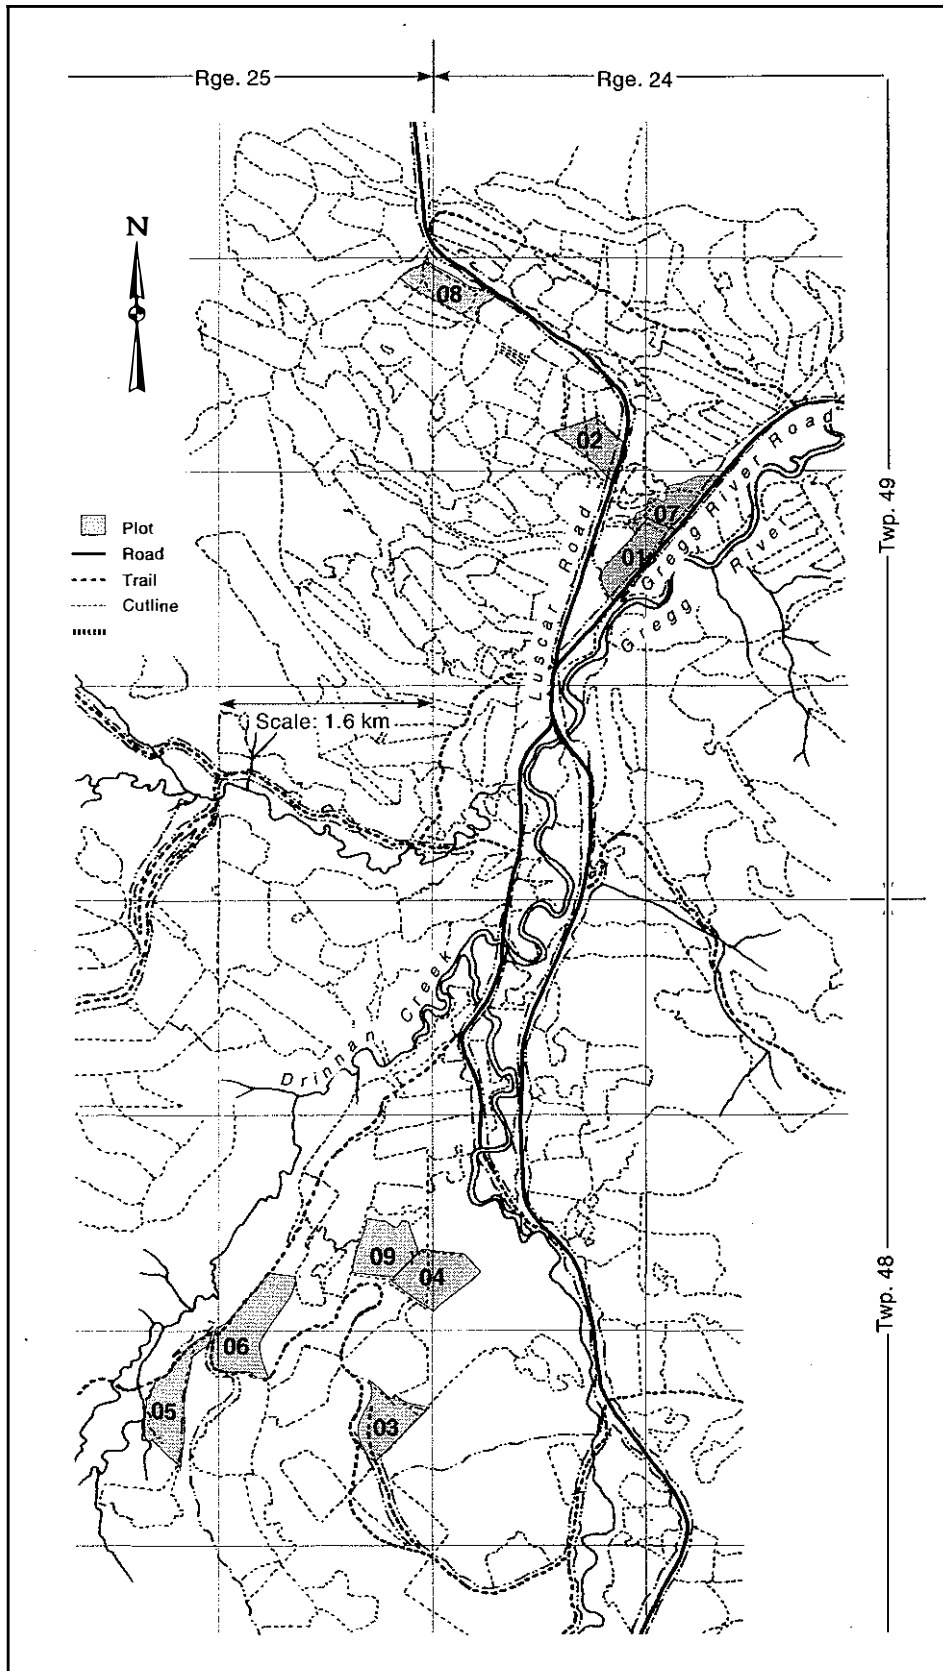 Rge. 25
Rge. 24
N
08
02
Plot
Road
Trail
Cutline
07
01
Gregg River Road
Gregg River
Luscar Road
Twp. 49
Scale: 1.6 km
Drinnan Creek
09
04
06
05
03
Twp. 48